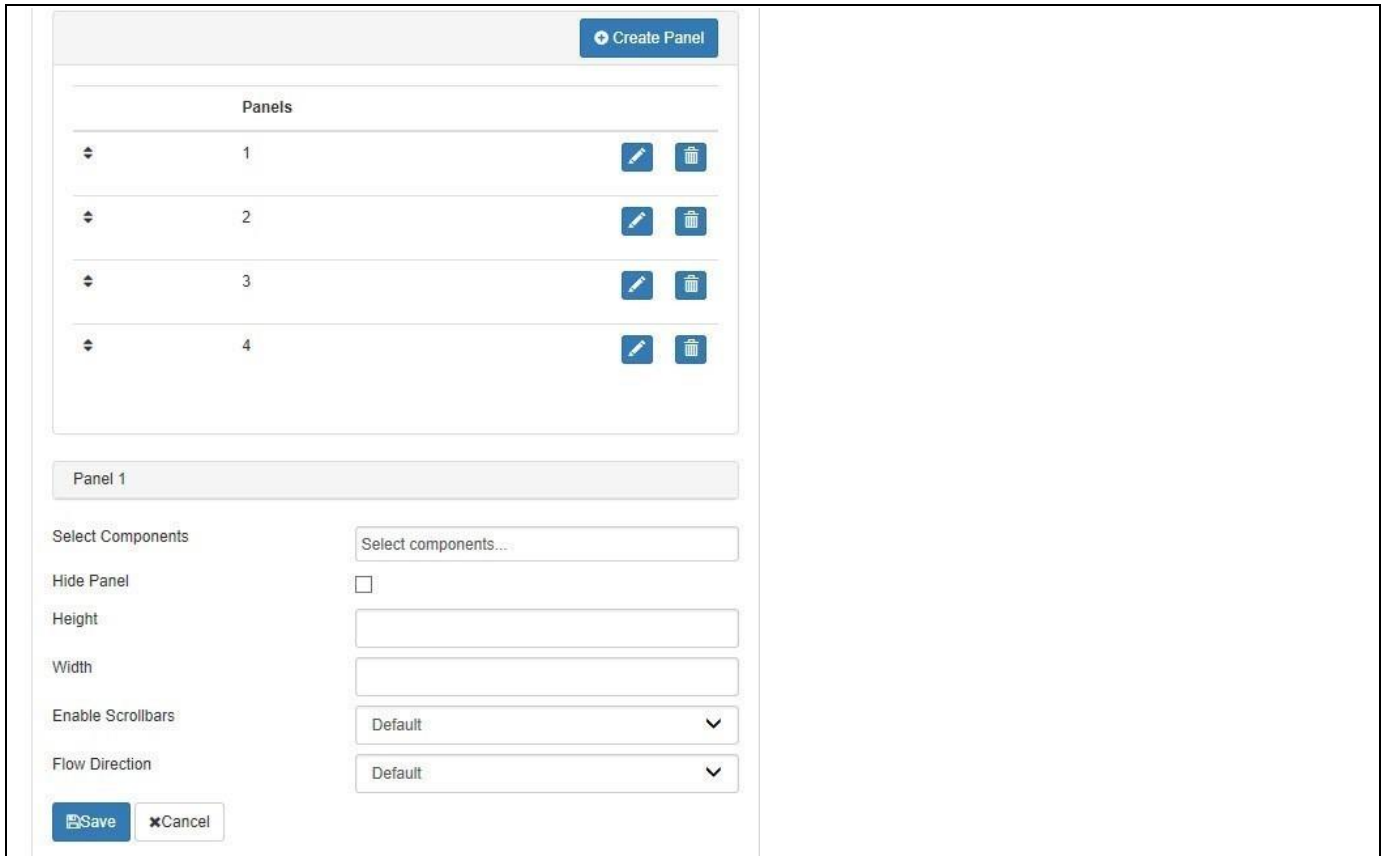 Create Panel
Panels
1
2
3
4
Panel 1
Select Components
Select components...
Hide Panel
Height
Width
Enable Scrollbars
Default
Flow Direction
Default
Save
Cancel